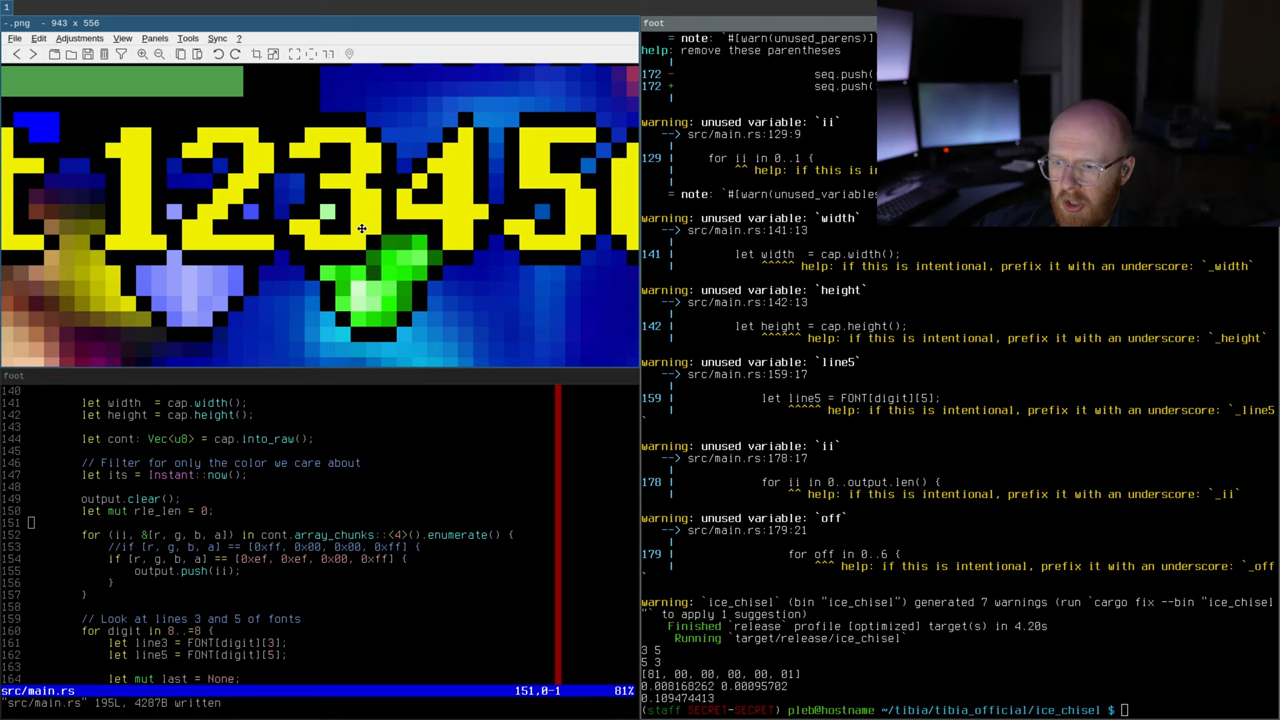 1
-.png - 943 x 556
File Edit Adjustments View Panels Tools Sync ?
t 1 2 3 4 5
foot
140
141 let width = cap.width();
142 let height = cap.height();
143
144 let cont: Vec<u8> = cap.into_raw();
145
146 // Filter for only the color we care about
147 let its = Instant::now();
148
149 output.clear();
150 let mut rle_len = 0;
151
152 for (ii, &[r, g, b, a]) in cont.array_chunks::<4>().enumerate() {
153 //if [r, g, b, a] == [0xff, 0x00, 0x00, 0xff] {
154 if [r, g, b, a] == [0xef, 0xef, 0x00, 0xff] {
155 output.push(ii);
156 }
157 }
158
159 // Look at lines 3 and 5 of fonts
160 for digit in 8..=8 {
161 let line3 = FONT[digit][3];
162 let line5 = FONT[digit][5];
163
164 let mut last = None;
src/main.rs 151,0-1 81%
"src/main.rs" 195L, 4287B written
foot
= note: `#[warn(unused_parens)]
help: remove these parentheses
|
172 - seq.push(
172 + seq.push(
|
warning: unused variable: `ii`
--> src/main.rs:129:9
|
129 | for ii in 0..1 {
| ^^ help: if this is in
|
= note: `#[warn(unused_variables
warning: unused variable: `width`
--> src/main.rs:141:13
|
141 | let width = cap.width();
| ^^^^^ help: if this is intentional, prefix it with an underscore: `_width`
warning: unused variable: `height`
--> src/main.rs:142:13
|
142 | let height = cap.height();
| ^^^^^^ help: if this is intentional, prefix it with an underscore: `_height`
warning: unused variable: `line5`
--> src/main.rs:159:17
|
159 | let line5 = FONT[digit][5];
| ^^^^^ help: if this is intentional, prefix it with an underscore: `_line5
`
warning: unused variable: `ii`
--> src/main.rs:178:17
|
178 | for ii in 0..output.len() {
| ^^ help: if this is intentional, prefix it with an underscore: `_ii`
warning: unused variable: `off`
--> src/main.rs:179:21
|
179 | for off in 0..6 {
| ^^^ help: if this is intentional, prefix it with an underscore: `_off
`
warning: `ice_chisel` (bin "ice_chisel") generated 7 warnings (run `cargo fix --bin "ice_chisel
"` to apply 1 suggestion)
Finished `release` profile [optimized] target(s) in 4.20s
Running `target/release/ice_chisel`
3 5
5 3
[81, 00, 00, 00, 00, 01]
0.008168262 0.00095702
0.109474413
(staff SECRET-SECRET) pleb@hostname ~/tibia/tibia_official/ice_chisel $